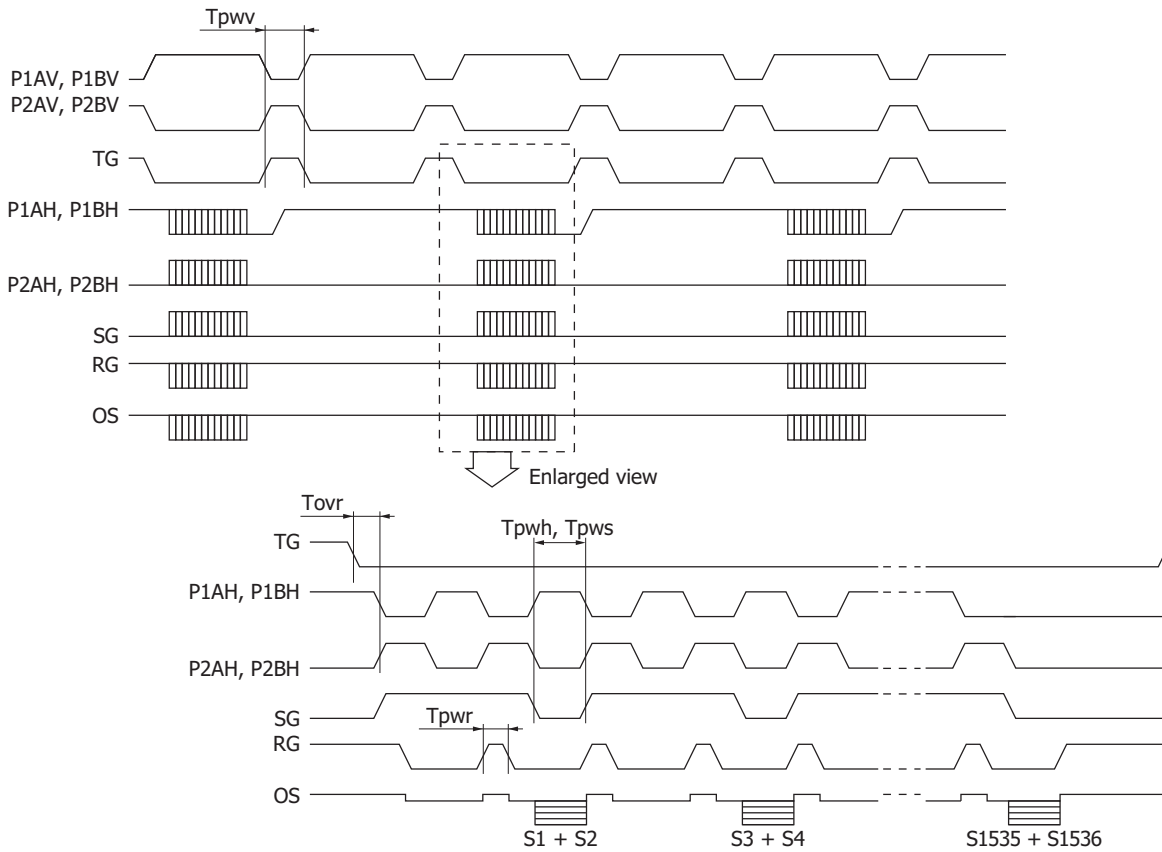 Tpwv
P1AV, P1BV
P2AV, P2BV
TG
P1AH, P1BH
P2AH, P2BH
SG
RG
OS
Enlarged view
Tovr
Tpwh, Tpws
TG
P1AH, P1BH
P2AH, P2BH
SG
Tpwr
RG
OS
S1 + S2 S3 + S4 S1535 + S1536